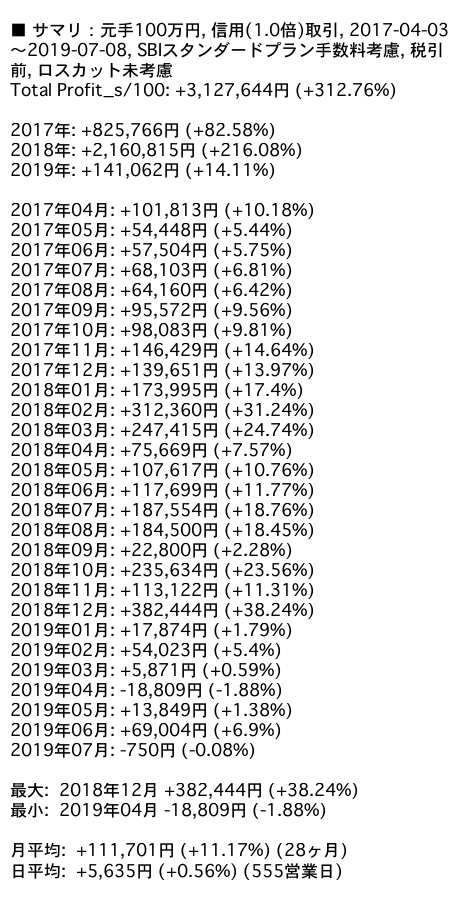 ■ サマリ：元手100万円, 信用(1.0倍)取引, 2017-04-03
〜2019-07-08, SBIスタンダードプラン手数料考慮, 税引
前, ロスカット未考慮
Total Profit_s/100: +3,127,644円 (+312.76%)
2017年: +825,766円 (+82.58%)
2018年: +2,160,815円 (+216.08%)
2019年: +141,062円 (+14.11%)
2017年04月: +101,813円 (+10.18%)
2017年05月: +54,448円 (+5.44%)
2017年06月: +57,504円 (+5.75%)
2017年07月: +68,103円 (+6.81%)
2017年08月: +64,160円 (+6.42%)
2017年09月: +95,572円 (+9.56%)
2017年10月: +98,083円 (+9.81%)
2017年11月: +146,429円 (+14.64%)
2017年12月: +139,651円 (+13.97%)
2018年01月: +173,995円 (+17.4%)
2018年02月: +312,360円 (+31.24%)
2018年03月: +247,415円 (+24.74%)
2018年04月: +75,669円 (+7.57%)
2018年05月: +107,617円 (+10.76%)
2018年06月: +117,699円 (+11.77%)
2018年07月: +187,554円 (+18.76%)
2018年08月: +184,500円 (+18.45%)
2018年09月: +22,800円 (+2.28%)
2018年10月: +235,634円 (+23.56%)
2018年11月: +113,122円 (+11.31%)
2018年12月: +382,444円 (+38.24%)
2019年01月: +17,874円 (+1.79%)
2019年02月: +54,023円 (+5.4%)
2019年03月: +5,871円 (+0.59%)
2019年04月: -18,809円 (-1.88%)
2019年05月: +13,849円 (+1.38%)
2019年06月: +69,004円 (+6.9%)
2019年07月: -750円 (-0.08%)
最大: 2018年12月 +382,444円 (+38.24%)
最小: 2019年04月 -18,809円 (-1.88%)
月平均: +111,701円 (+11.17%) (28ヶ月)
日平均: +5,635円 (+0.56%) (555営業日)